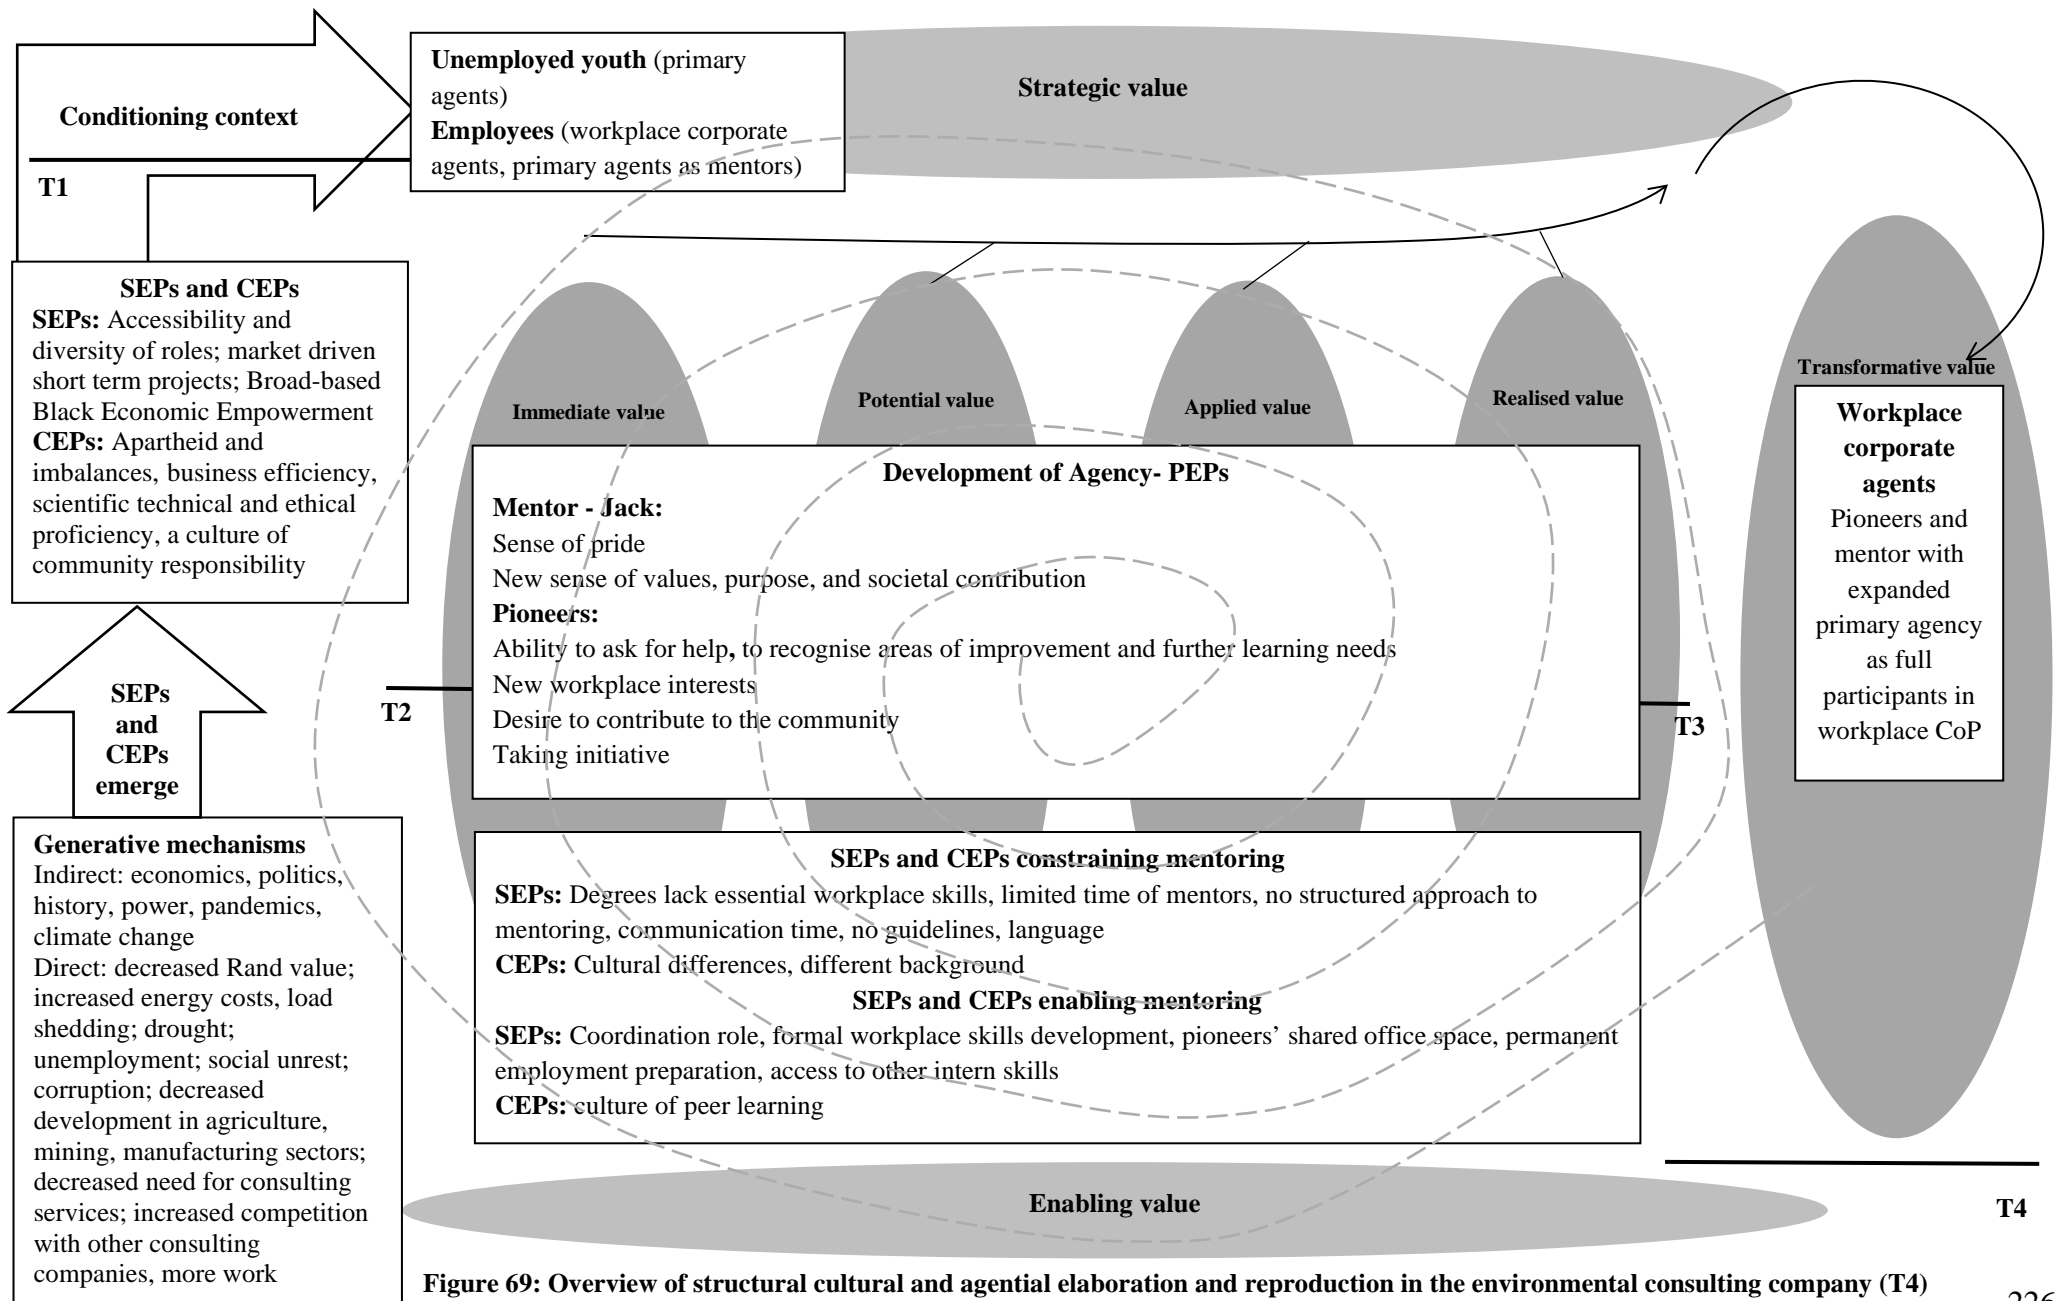 Unemployed youth (primary
agents)
Employees (workplace corporate
agents, primary agents as mentors)
Strategic value
Conditioning context
T1
SEPs and CEPs
SEPs: Accessibility and
diversity of roles; market driven
short term projects; Broad-based
Black Economic Empowerment
CEPs: Apartheid and
imbalances, business efficiency,
scientific technical and ethical
proficiency, a culture of
community responsibility
SEPs
and
CEPs
emerge
Generative mechanisms
Indirect: economics, politics,
history, power, pandemics,
climate change
Direct: decreased Rand value;
increased energy costs, load
shedding; drought;
unemployment; social unrest;
corruption; decreased
development in agriculture,
mining, manufacturing sectors;
decreased need for consulting
services; increased competition
with other consulting
companies, more work
Immediate value
Potential value
Applied value
Realised value
Development of Agency- PEPs
Mentor - Jack:
Sense of pride
New sense of values, purpose, and societal contribution
Pioneers:
Ability to ask for help, to recognise areas of improvement and further learning needs
New workplace interests
Desire to contribute to the community
Taking initiative
T2
T3
SEPs and CEPs constraining mentoring
SEPs: Degrees lack essential workplace skills, limited time of mentors, no structured approach to
mentoring, communication time, no guidelines, language
CEPs: Cultural differences, different background
SEPs and CEPs enabling mentoring
SEPs: Coordination role, formal workplace skills development, pioneers’ shared office space, permanent
employment preparation, access to other intern skills
CEPs: culture of peer learning
Transformative value
Workplace
corporate
agents
Pioneers and
mentor with
expanded
primary agency
as full
participants in
workplace CoP
Enabling value
T4
Figure 69: Overview of structural cultural and agential elaboration and reproduction in the environmental consulting company (T4)
226